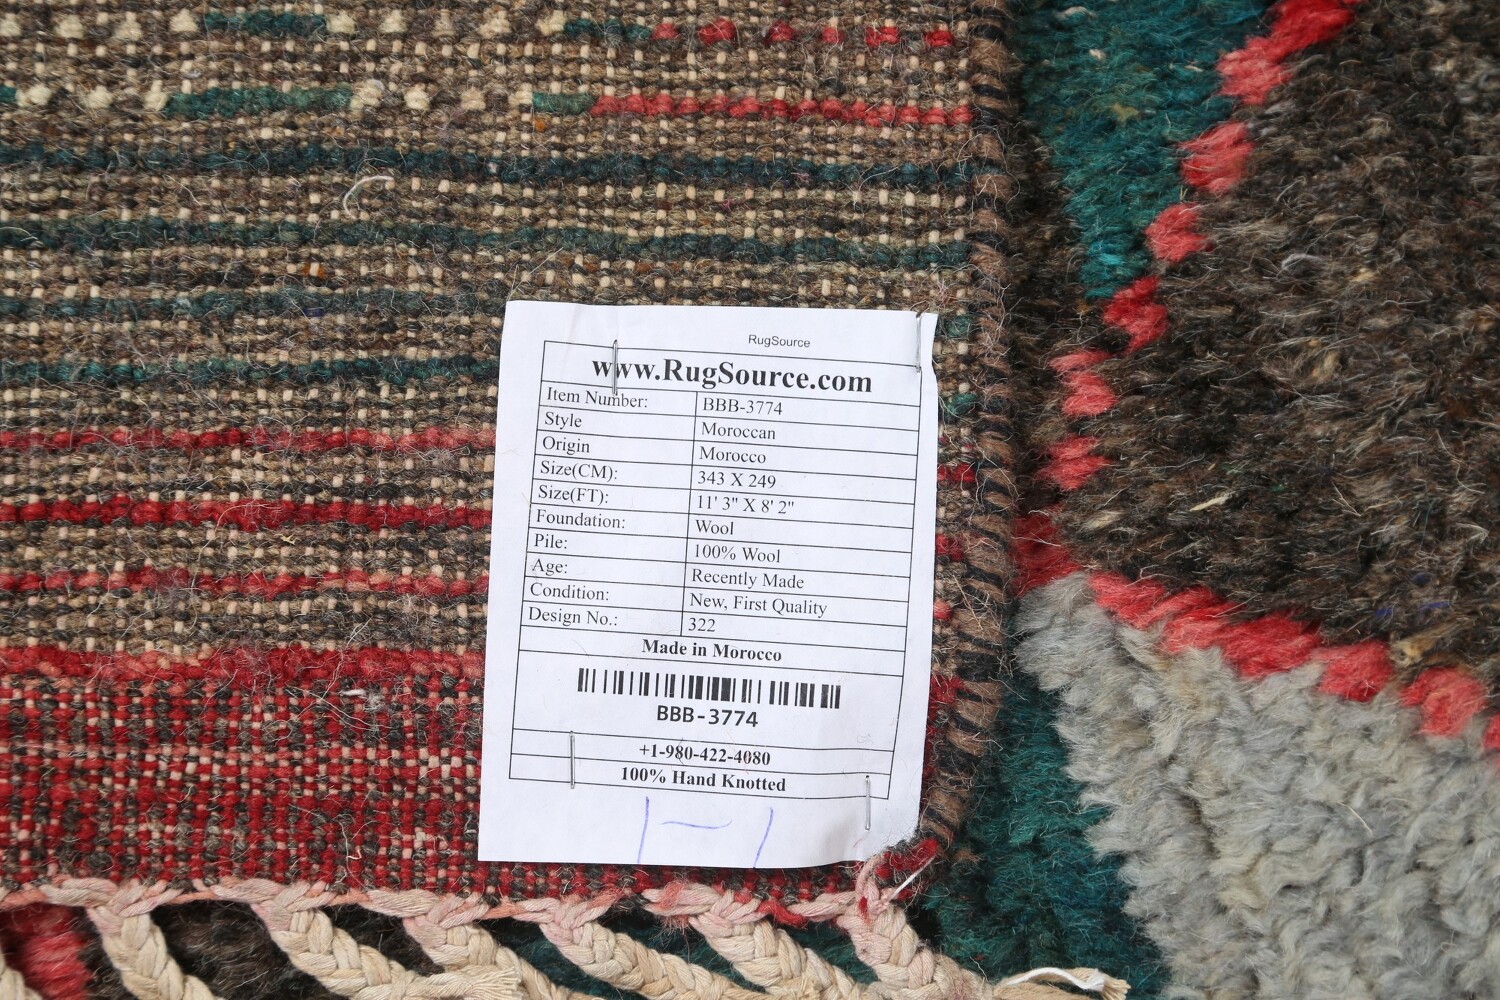 RugSource
www.RugSource.com
Item Number: BBB-3774
Style Moroccan
Origin Morocco
Size(CM): 343 X 249
Size(FT): 11' 3" X 8' 2"
Foundation: Wool
Pile: 100% Wool
Age: Recently Made
Condition: New, First Quality
Design No.: 322
Made in Morocco
BBB-3774
+1-980-422-4080
100% Hand Knotted
1-1